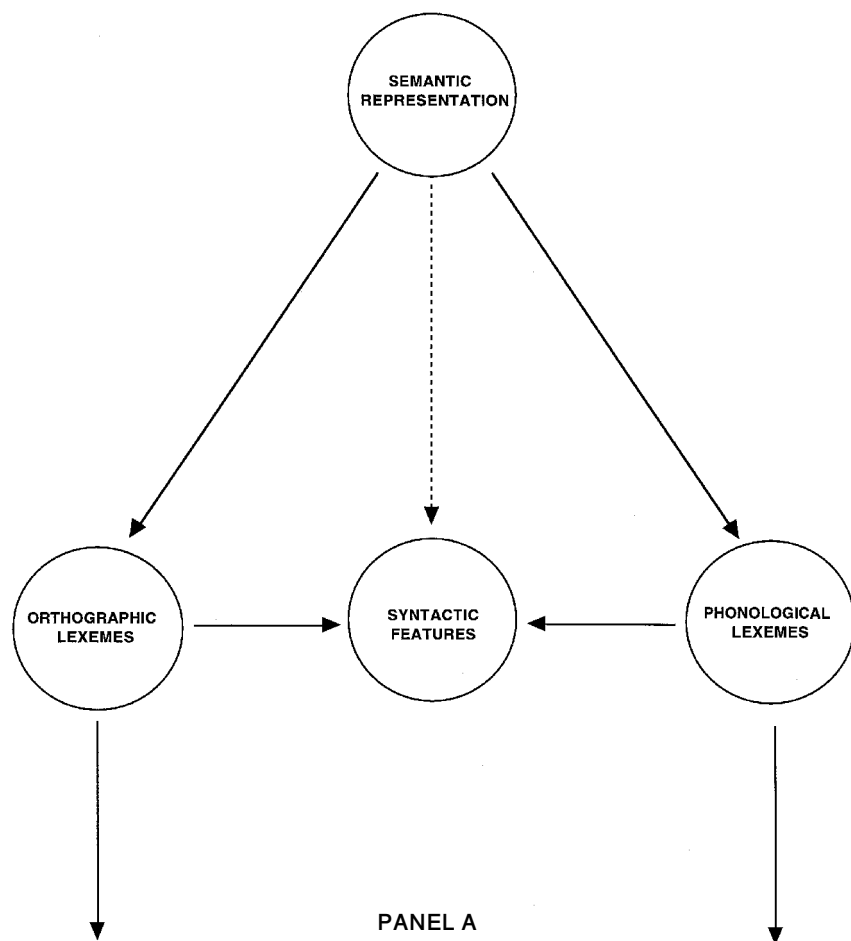 SEMANTIC
REPRESENTATION
ORTHOGRAPHIC
LEXEMES
SYNTACTIC
FEATURES
PHONOLOGICAL
LEXEMES
PANEL A